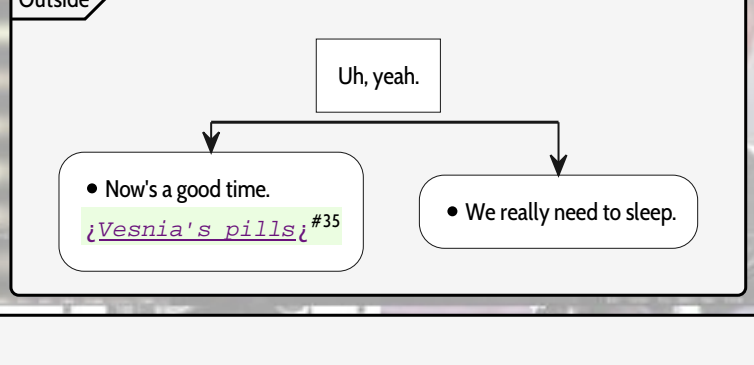 Outside
Uh, yeah.
• Now's a good time.
¿Vesnia's pills¿#35
• We really need to sleep.